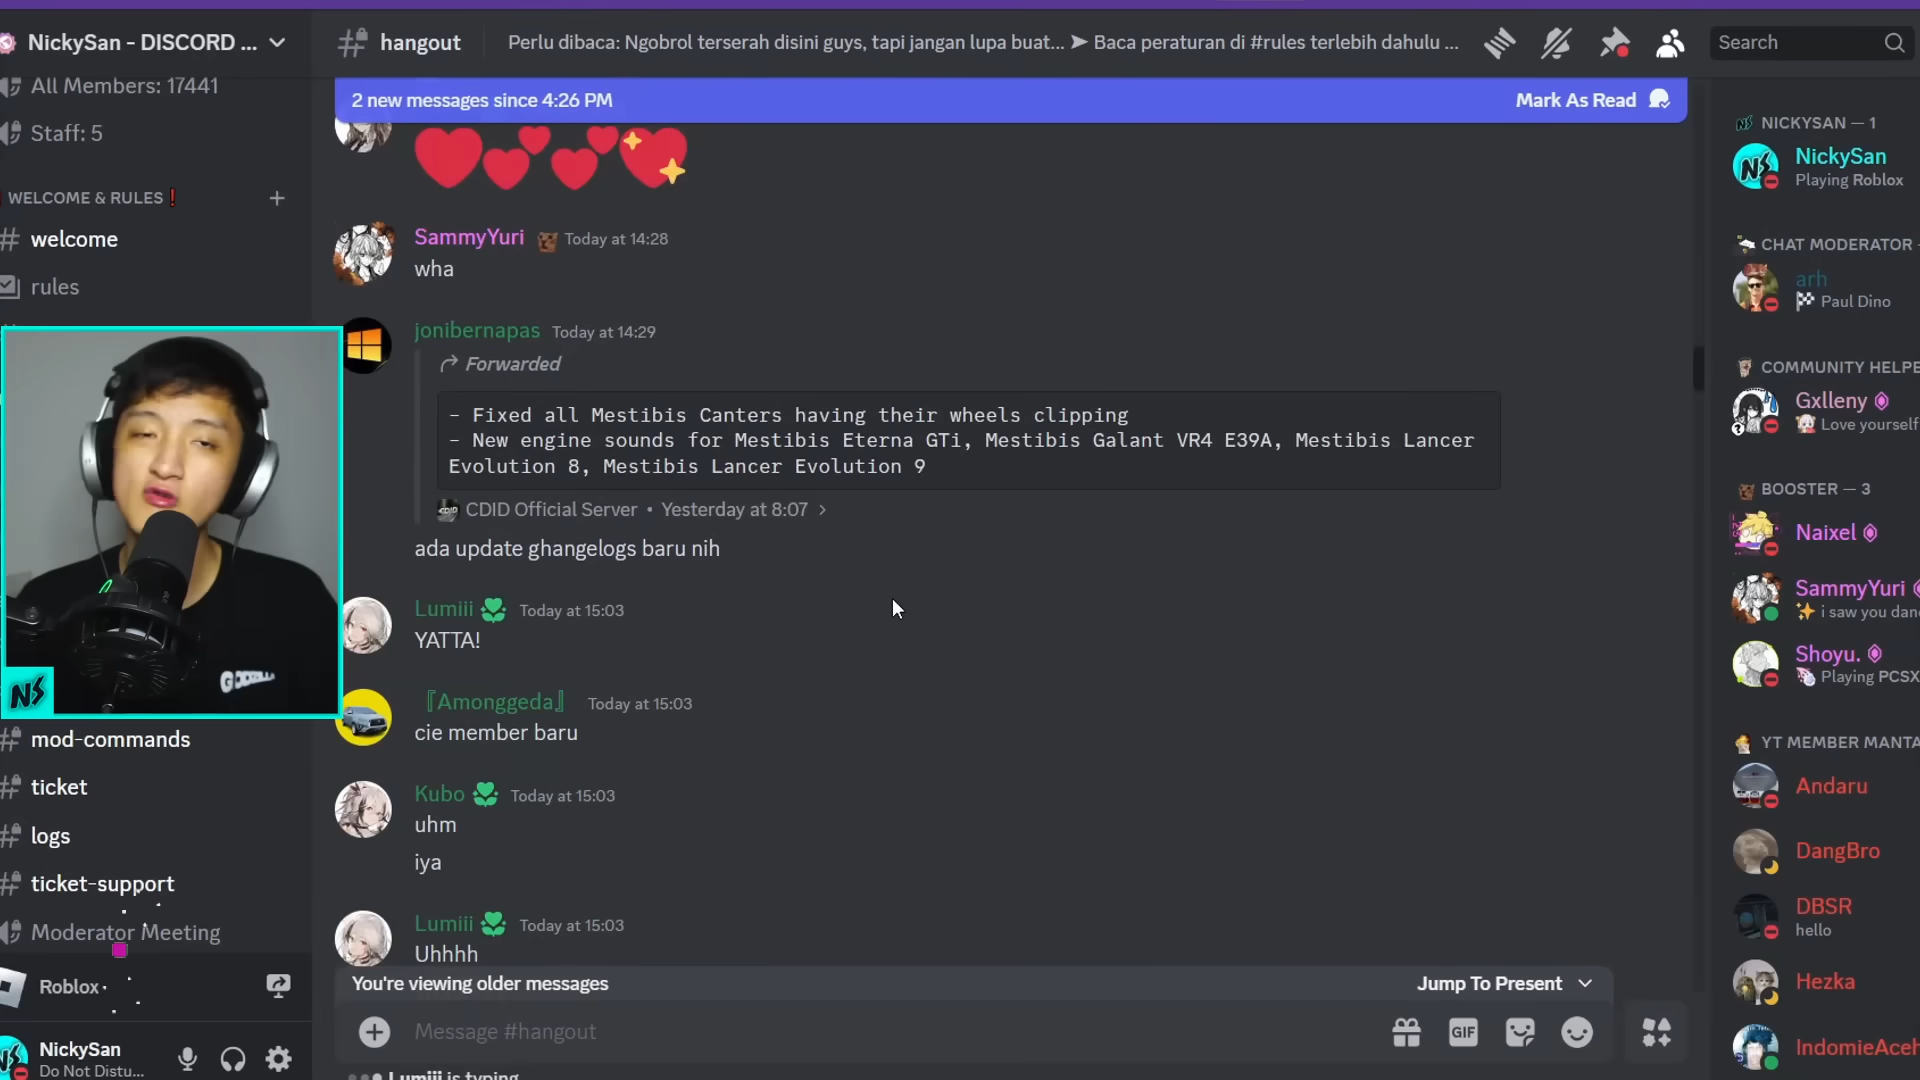 NickySan - DISCORD ...
All Members: 17441
Staff: 5
WELCOME & RULES❗
welcome
rules
mod-commands
ticket
logs
ticket-support
Moderator Meeting
Roblox
NickySan
Do Not Distu...
hangout
Perlu dibaca: Ngobrol terserah disini guys, tapi jangan lupa buat... ➤ Baca peraturan di #rules terlebih dahulu ...
Search
2 new messages since 4:26 PM
Mark As Read
SammyYuri Today at 14:28
wha
jonibernapas Today at 14:29
Forwarded
- Fixed all Mestibis Canters having their wheels clipping
- New engine sounds for Mestibis Eterna GTi, Mestibis Galant VR4 E39A, Mestibis Lancer
Evolution 8, Mestibis Lancer Evolution 9
CDID Official Server • Yesterday at 8:07
ada update ghangelogs baru nih
Lumiii Today at 15:03
YATTA!
『Amonggeda』 Today at 15:03
cie member baru
Kubo Today at 15:03
uhm
iya
Lumiii Today at 15:03
Uhhhh
You're viewing older messages
Jump To Present
Message #hangout
GIF
Lumiii is typing
NICKYSAN — 1
NickySan
Playing Roblox
CHAT MODERATOR -
arh
Paul Dino
COMMUNITY HELPE
Gxlleny
Love yourself
BOOSTER — 3
Naixel
SammyYuri
i saw you dan
Shoyu.
Playing PCSX
YT MEMBER MANTA
Andaru
DangBro
DBSR
hello
Hezka
IndomieAceh
NS